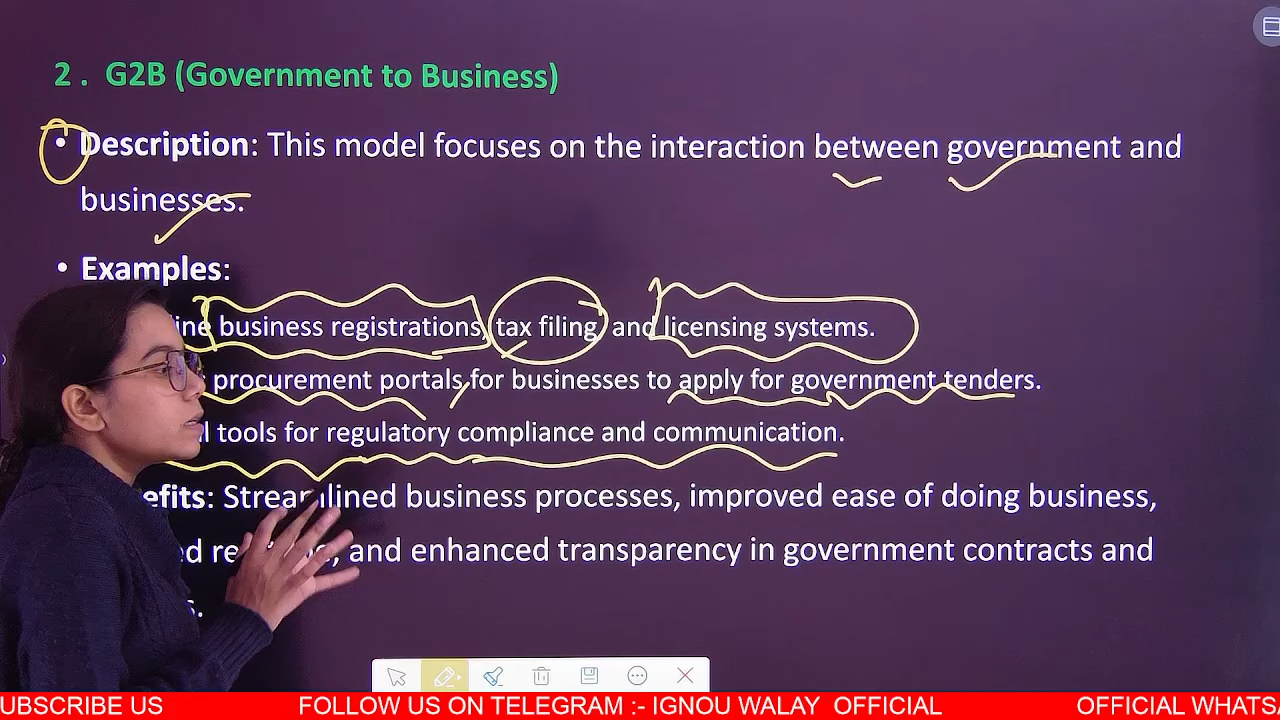 2 . G2B (Government to Business)
• Description: This model focuses on the interaction between government and
businesses.
• Examples:
business registrations, tax filing, and licensing systems.
procurement portals for businesses to apply for government tenders.
tools for regulatory compliance and communication.
Streamlined business processes, improved ease of doing business,
and enhanced transparency in government contracts and
UBSCRIBE US FOLLOW US ON TELEGRAM :- IGNOU WALAY OFFICIAL OFFICIAL WHATS